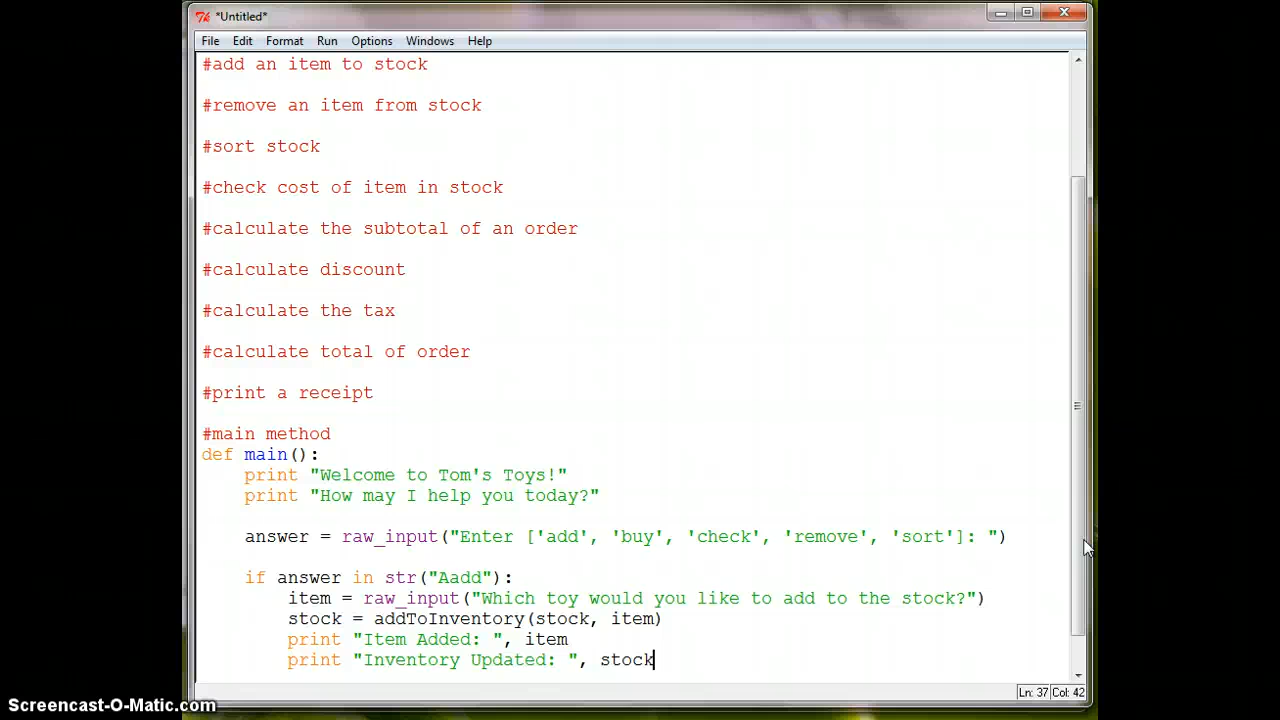 *Untitled*
File Edit Format Run Options Windows Help
#add an item to stock
#remove an item from stock
#sort stock
#check cost of item in stock
#calculate the subtotal of an order
#calculate discount
#calculate the tax
#calculate total of order
#print a receipt
#main method
def main():
    print "Welcome to Tom's Toys!"
    print "How may I help you today?"
    answer = raw_input("Enter ['add', 'buy', 'check', 'remove', 'sort']: ")
    if answer in str("Aadd"):
        item = raw_input("Which toy would you like to add to the stock?")
        stock = addToInventory(stock, item)
        print "Item Added: ", item
        print "Inventory Updated: ", stock
Ln: 37 Col: 42
Screencast-O-Matic.com